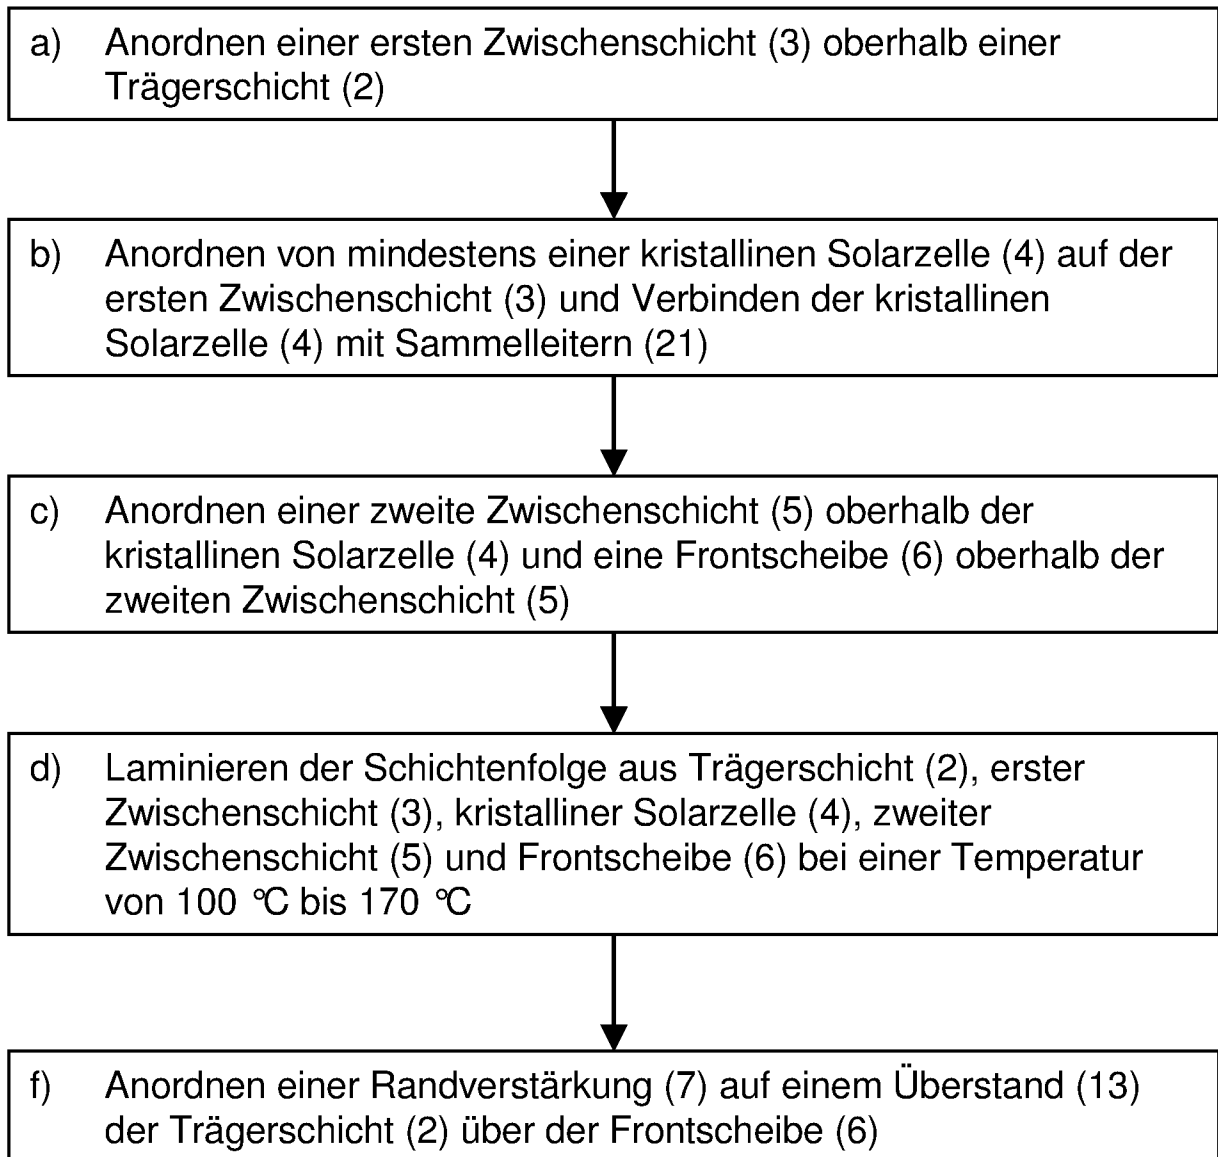 a) Anordnen einer ersten Zwischenschicht (3) oberhalb einer
Trägerschicht (2)
b) Anordnen von mindestens einer kristallinen Solarzelle (4) auf der
ersten Zwischenschicht (3) und Verbinden der kristallinen
Solarzelle (4) mit Sammelleitern (21)
c) Anordnen einer zweite Zwischenschicht (5) oberhalb der
kristallinen Solarzelle (4) und eine Frontscheibe (6) oberhalb der
zweiten Zwischenschicht (5)
d) Laminieren der Schichtenfolge aus Trägerschicht (2), erster
Zwischenschicht (3), kristalliner Solarzelle (4), zweiter
Zwischenschicht (5) und Frontscheibe (6) bei einer Temperatur
von 100 °C bis 170 °C
f) Anordnen einer Randverstärkung (7) auf einem Überstand (13)
der Trägerschicht (2) über der Frontscheibe (6)